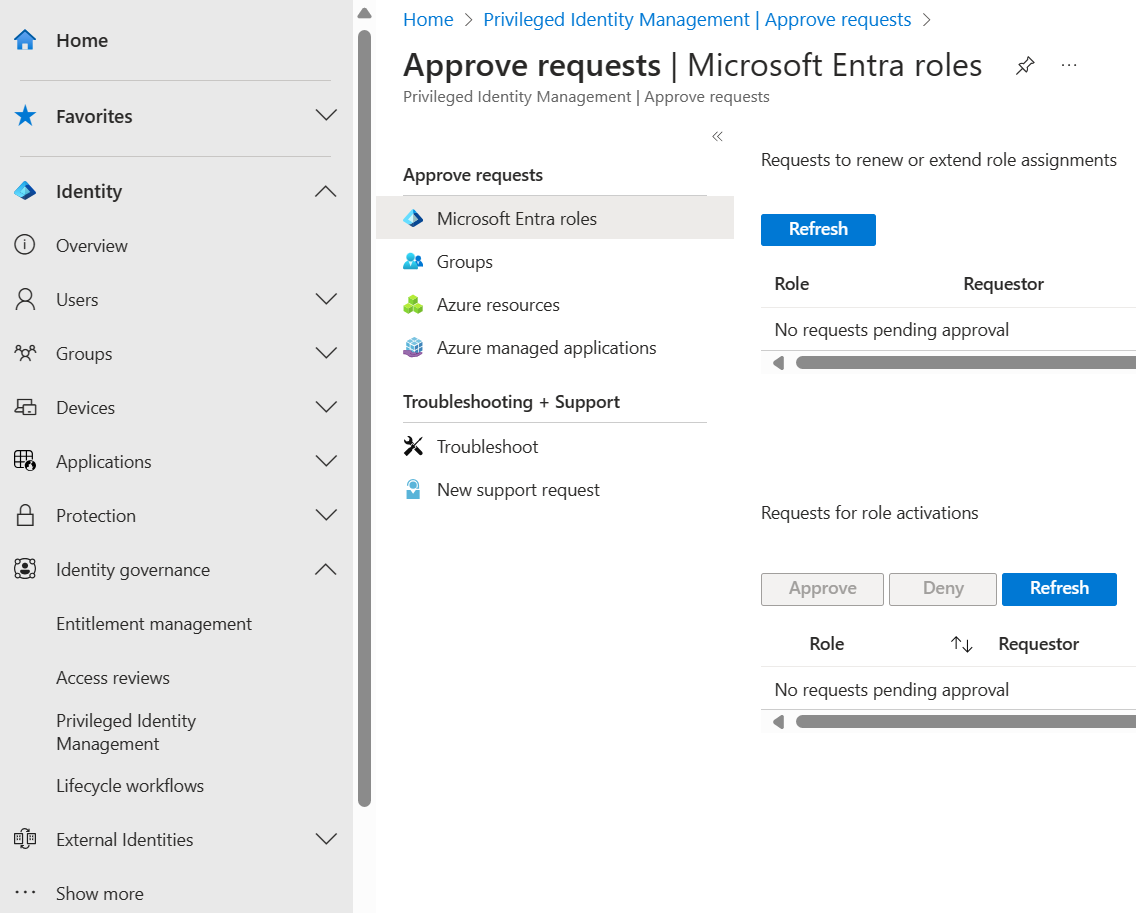 Home
Favorites
Identity
Overview
Users
Groups
Devices
Applications
Protection
Identity governance
Entitlement management
Access reviews
Privileged Identity
Management
Lifecycle workflows
External Identities
Show more
Home > Privileged Identity Management | Approve requests >
Approve requests | Microsoft Entra roles
Privileged Identity Management | Approve requests
Approve requests
Microsoft Entra roles
Groups
Azure resources
Azure managed applications
Troubleshooting + Support
Troubleshoot
New support request
Requests to renew or extend role assignments
Refresh
Role Requestor
No requests pending approval
Requests for role activations
Approve Deny Refresh
Role Requestor
No requests pending approval